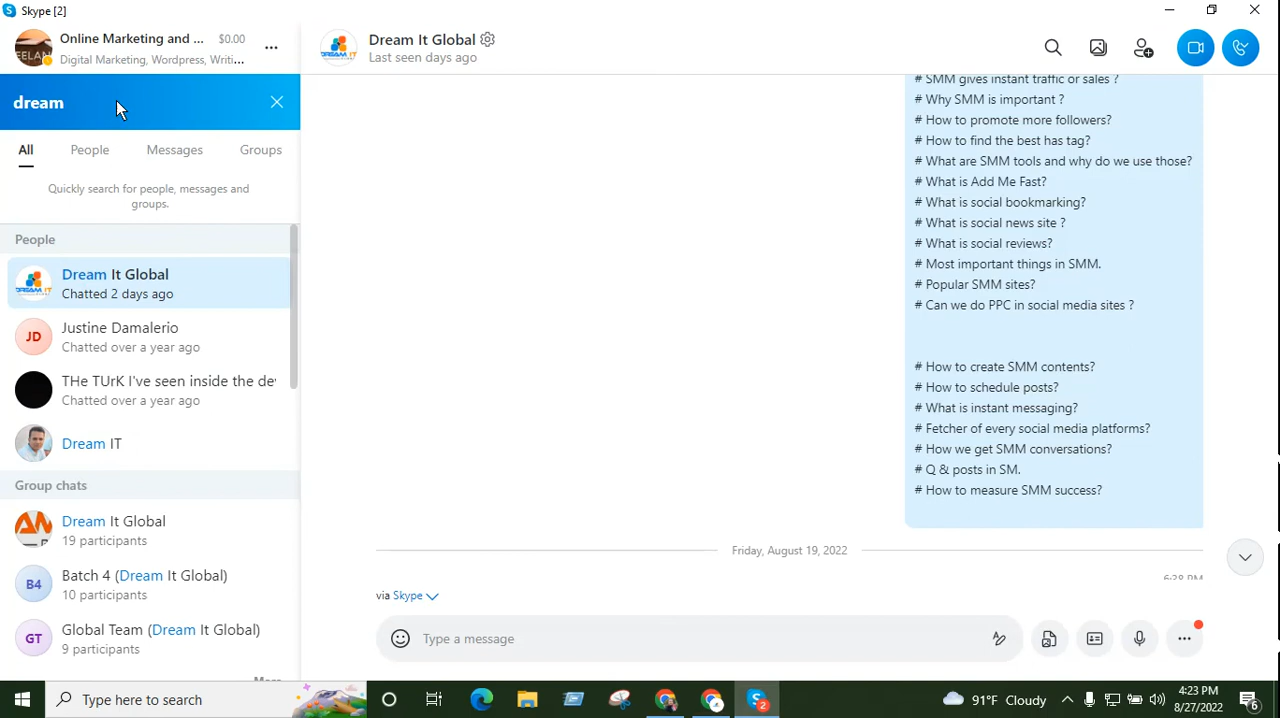 Skype [2]
Online Marketing and ...
$0.00
Digital Marketing, Wordpress, Writi...
dream
All
People
Messages
Groups
Quickly search for people, messages and
groups.
People
Dream It Global
Chatted 2 days ago
JD
Justine Damalerio
Chatted over a year ago
THe TUrK I've seen inside the de
Chatted over a year ago
Dream IT
Group chats
Dream It Global
19 participants
B4
Batch 4 (Dream It Global)
10 participants
GT
Global Team (Dream It Global)
9 participants
More
DREAM IT
Dream It Global
Last seen days ago
# SMM gives instant traffic or sales ?
# Why SMM is important ?
# How to promote more followers?
# How to find the best has tag?
# What are SMM tools and why do we use those?
# What is Add Me Fast?
# What is social bookmarking?
# What is social news site ?
# What is social reviews?
# Most important things in SMM.
# Popular SMM sites?
# Can we do PPC in social media sites ?
# How to create SMM contents?
# How to schedule posts?
# What is instant messaging?
# Fetcher of every social media platforms?
# How we get SMM conversations?
# Q & posts in SM.
# How to measure SMM success?
Friday, August 19, 2022
6:38 PM
via Skype
Type a message
Type here to search
2
91°F Cloudy
4:23 PM
8/27/2022
6